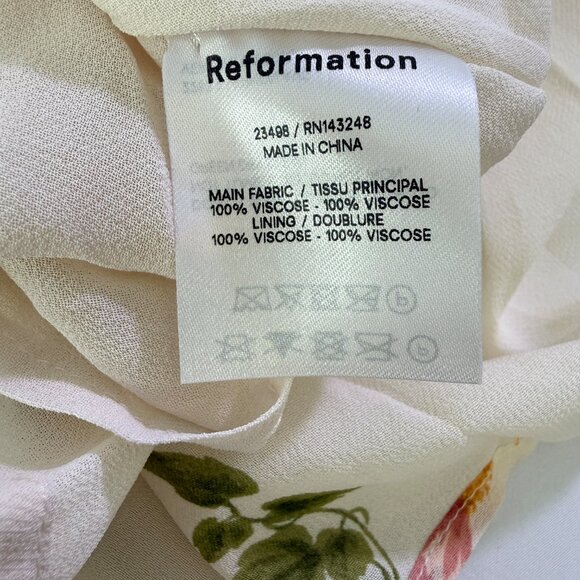 Reformation
23498 / RN143248
MADE IN CHINA
MAIN FABRIC / TISSU PRINCIPAL
100% VISCOSE - 100% VISCOSE
LINING / DOUBLURE
100% VISCOSE - 100% VISCOSE